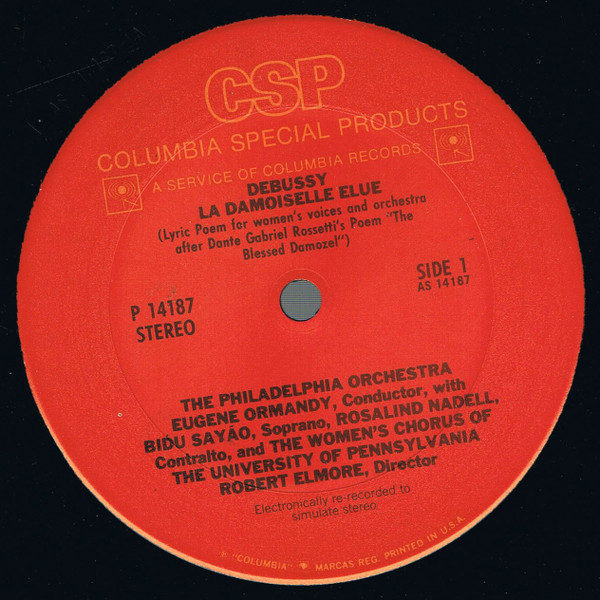 CSP
COLUMBIA SPECIAL PRODUCTS
A SERVICE OF COLUMBIA RECORDS
DEBUSSY
LA DAMOISELLE ELUE
(Lyric Poem for women's voices and orchestra
after Dante Gabriel Rossetti's Poem "The
Blessed Damozel")
P 14187
STEREO
SIDE 1
AS 14187
THE PHILADELPHIA ORCHESTRA
EUGENE ORMANDY, Conductor, with
BIDU SAYÃO, Soprano, ROSALIND NADELL,
Contralto, and THE WOMEN'S CHORUS OF
THE UNIVERSITY OF PENNSYLVANIA
ROBERT ELMORE, Director
Electronically re-recorded to
simulate stereo.
® "COLUMBIA" MARCAS REG. PRINTED IN U.S.A.